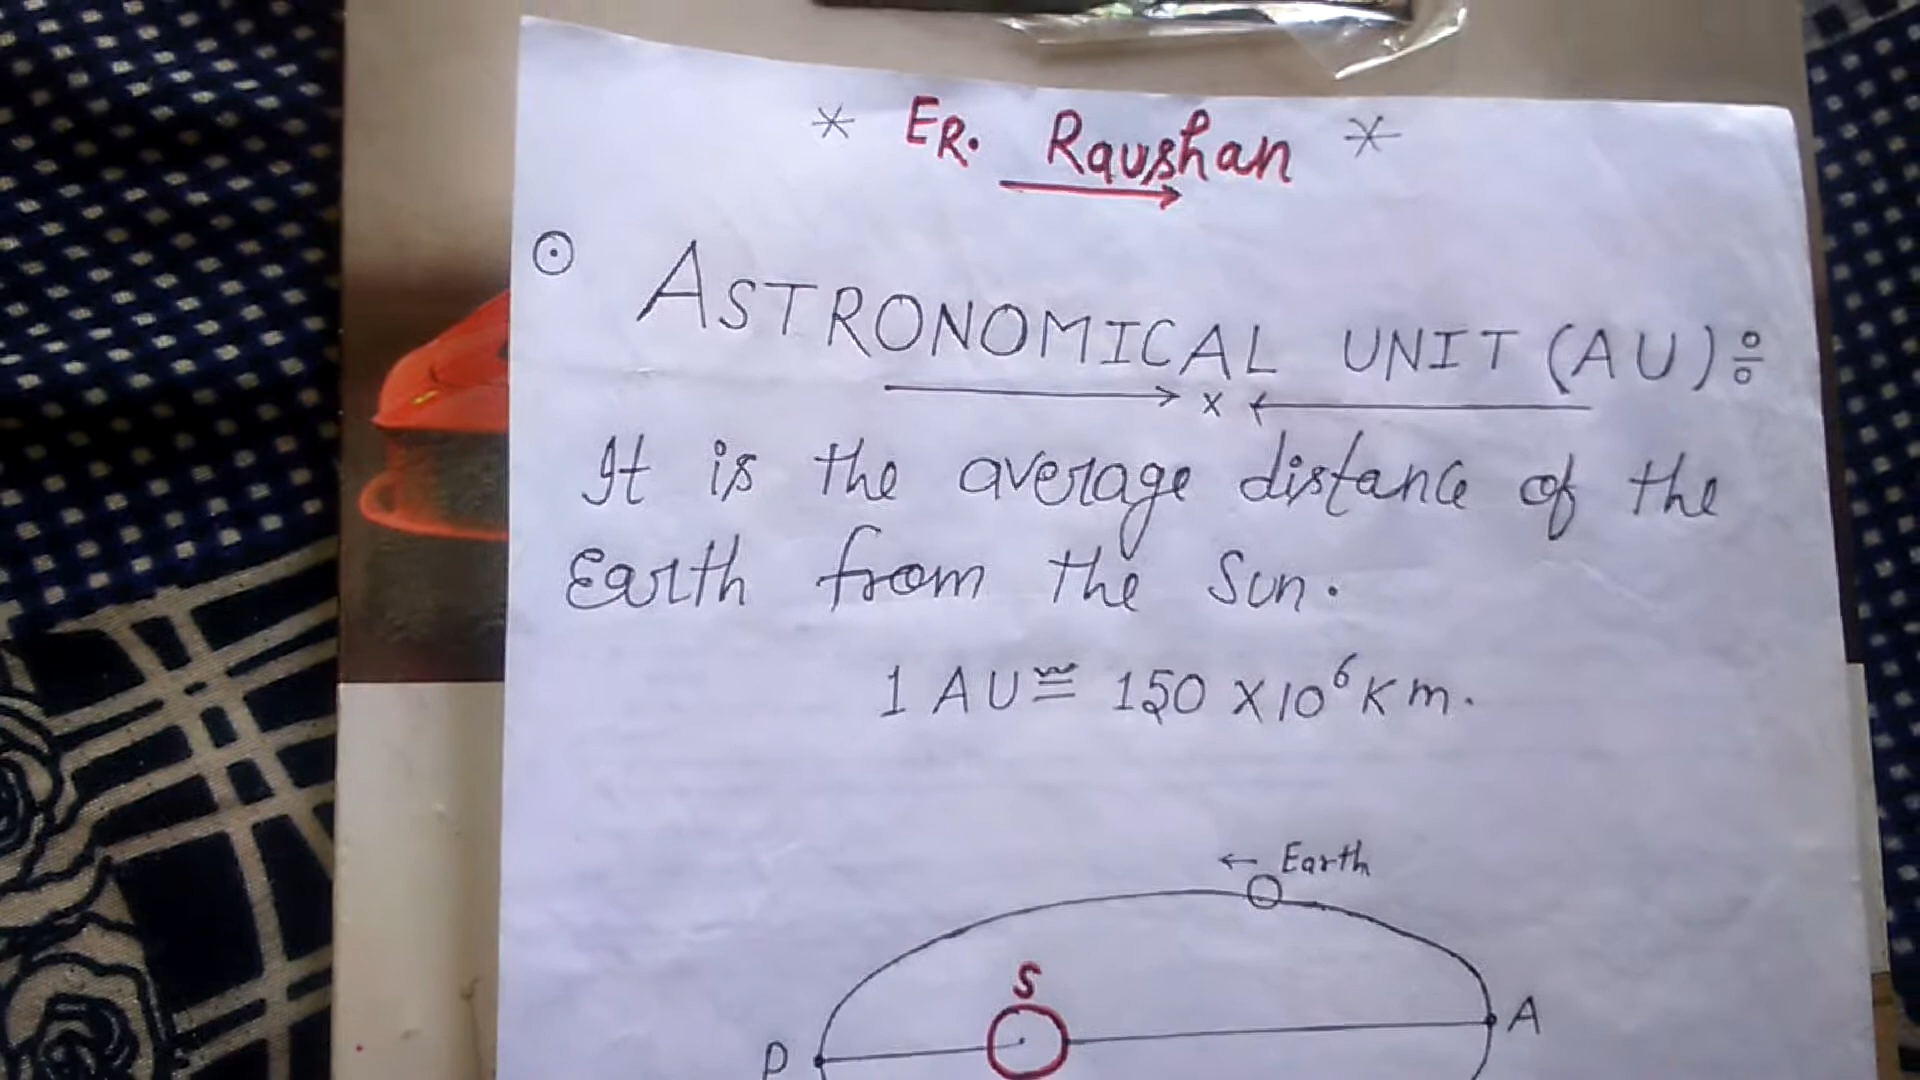 * ER. Raushan *
⊙ ASTRONOMICAL UNIT (AU) ÷
x
It is the average distance of the
Earth from the Sun.
1 AU ≅ 150 x 10⁶ Km.
← Earth
S
A
P